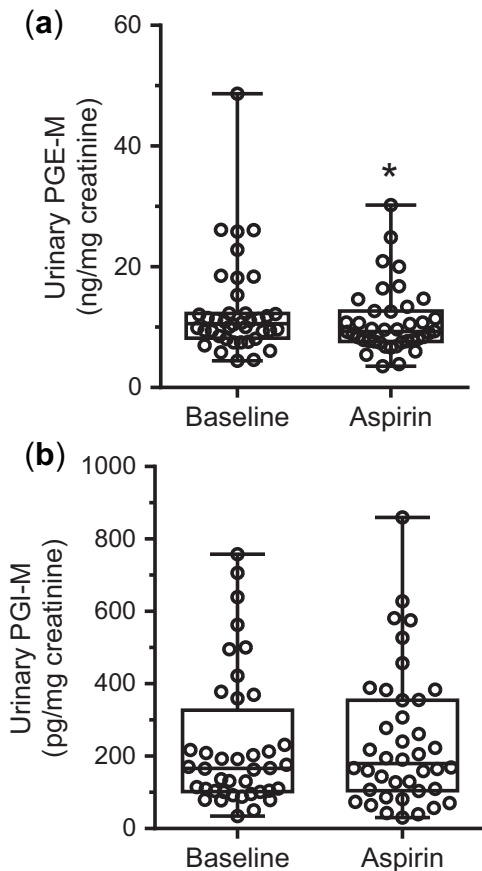 (a)
Urinary PGE-M
(ng/mg creatinine)
60
40
20
0
*
Baseline Aspirin
(b)
Urinary PGI-M
(pg/mg creatinine)
1000
800
600
400
200
0
Baseline Aspirin